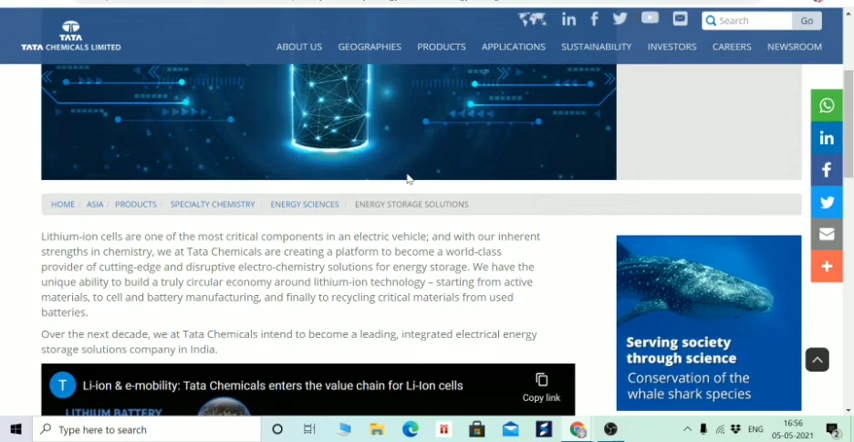 Search
Go
TATA
TATA CHEMICALS LIMITED
ABOUT US
GEOGRAPHIES
PRODUCTS
APPLICATIONS
SUSTAINABILITY
INVESTORS
CAREERS
NEWSROOM
HOME / ASIA / PRODUCTS / SPECIALTY CHEMISTRY / ENERGY SCIENCES / ENERGY STORAGE SOLUTIONS
Lithium-ion cells are one of the most critical components in an electric vehicle; and with our inherent
strengths in chemistry, we at Tata Chemicals are creating a platform to become a world-class
provider of cutting-edge and disruptive electro-chemistry solutions for energy storage. We have the
unique ability to build a truly circular economy around lithium-ion technology – starting from active
materials, to cell and battery manufacturing, and finally to recycling critical materials from used
batteries.
Over the next decade, we at Tata Chemicals intend to become a leading, integrated electrical energy
storage solutions company in India.
T
Li-ion & e-mobility: Tata Chemicals enters the value chain for Li-Ion cells
Copy link
LITHIUM BATTERY
Serving society
through science
Conservation of the
whale shark species
Type here to search
ENG
16:56
05-05-2021
2